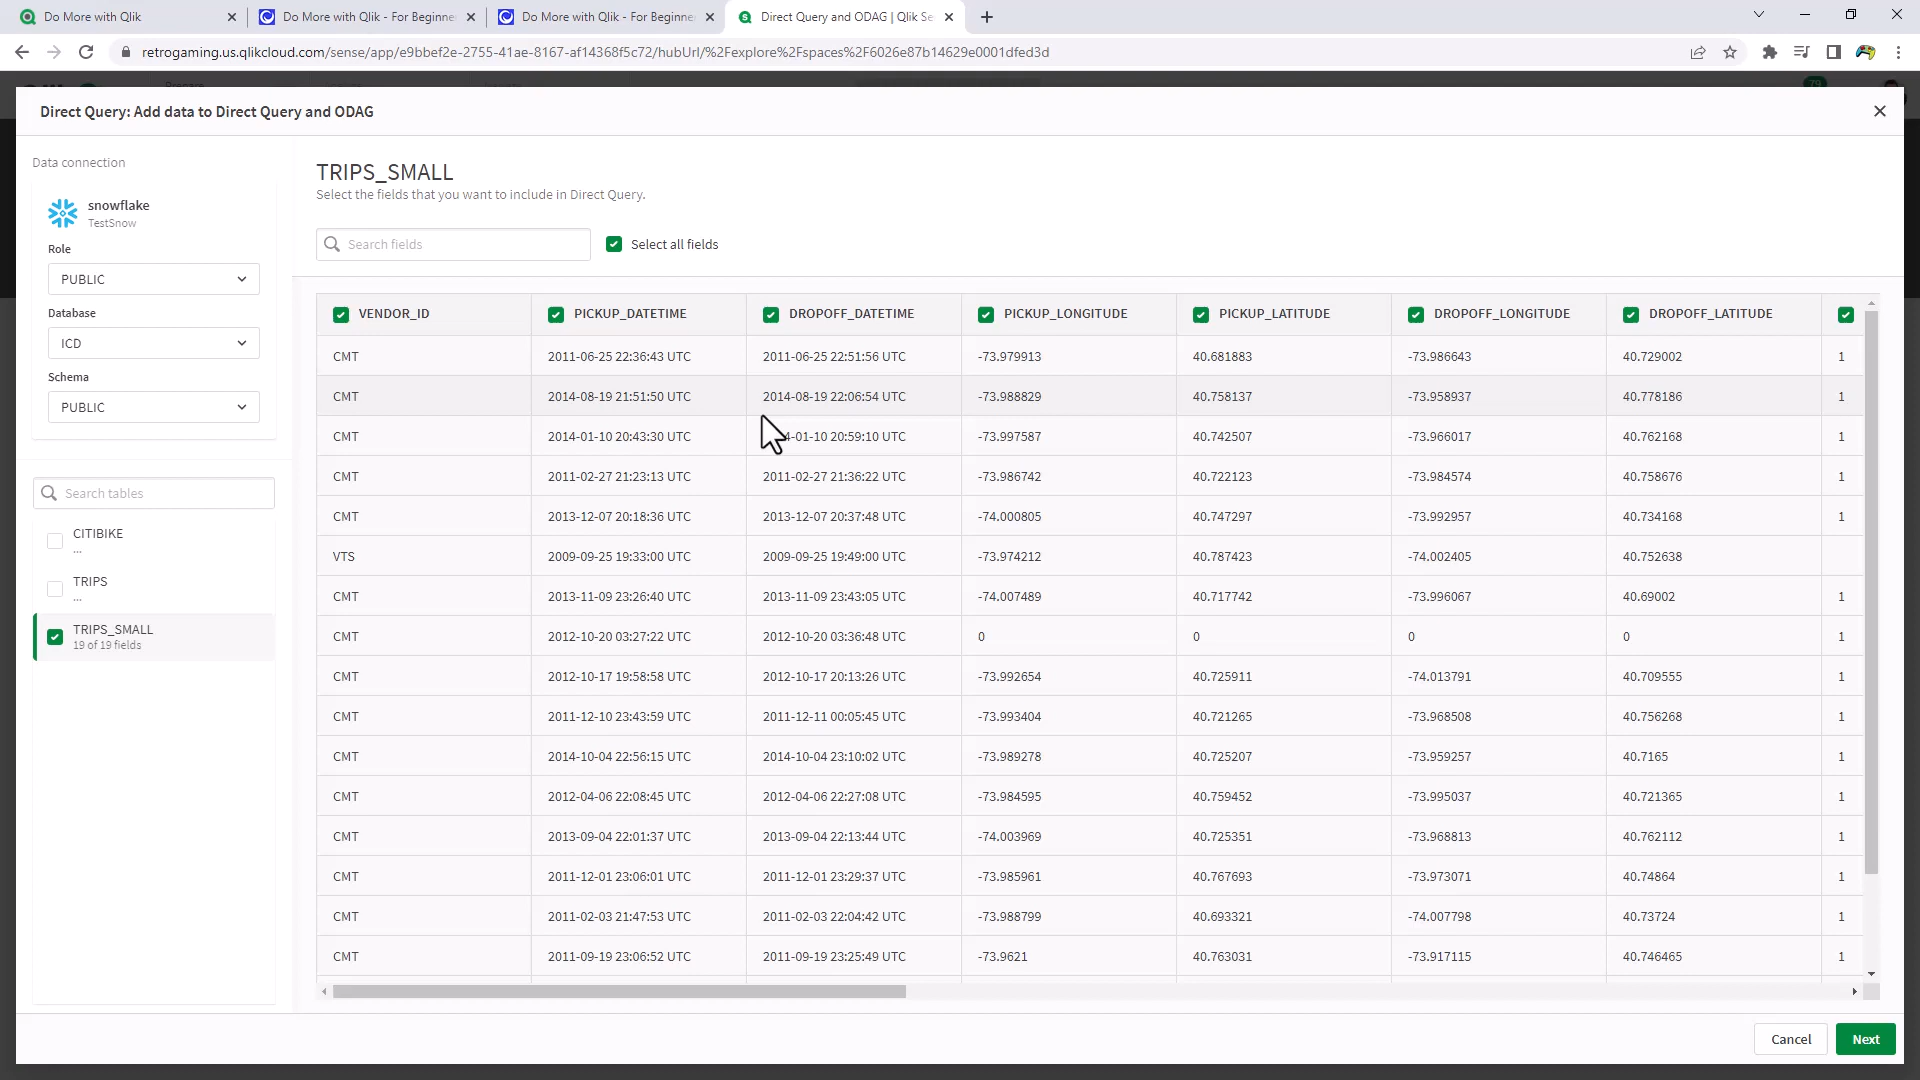 Do More with Qlik
Do More with Qlik - For Beginne
Do More with Qlik - For Beginne
Direct Query and ODAG | Qlik Se
retrogaming.us.qlikcloud.com/sense/app/e9bbef2e-2755-41ae-8167-af14368f5c72/hubUrl/%2Fexplore%2Fspaces%2F6026e87b14629e0001dfed3d
Direct Query: Add data to Direct Query and ODAG
Data connection
snowflake
TestSnow
Role
PUBLIC
Database
ICD
Schema
PUBLIC
Search tables
CITIBIKE
...
TRIPS
...
TRIPS_SMALL
19 of 19 fields
TRIPS_SMALL
Select the fields that you want to include in Direct Query.
Search fields
Select all fields
VENDOR_ID PICKUP_DATETIME DROPOFF_DATETIME PICKUP_LONGITUDE PICKUP_LATITUDE DROPOFF_LONGITUDE DROPOFF_LATITUDE
CMT 2011-06-25 22:36:43 UTC 2011-06-25 22:51:56 UTC -73.979913 40.681883 -73.986643 40.729002 1
CMT 2014-08-19 21:51:50 UTC 2014-08-19 22:06:54 UTC -73.988829 40.758137 -73.958937 40.778186 1
CMT 2014-01-10 20:43:30 UTC 4-01-10 20:59:10 UTC -73.997587 40.742507 -73.966017 40.762168 1
CMT 2011-02-27 21:23:13 UTC 2011-02-27 21:36:22 UTC -73.986742 40.722123 -73.984574 40.758676 1
CMT 2013-12-07 20:18:36 UTC 2013-12-07 20:37:48 UTC -74.000805 40.747297 -73.992957 40.734168 1
VTS 2009-09-25 19:33:00 UTC 2009-09-25 19:49:00 UTC -73.974212 40.787423 -74.002405 40.752638
CMT 2013-11-09 23:26:40 UTC 2013-11-09 23:43:05 UTC -74.007489 40.717742 -73.996067 40.69002 1
CMT 2012-10-20 03:27:22 UTC 2012-10-20 03:36:48 UTC 0 0 0 0 1
CMT 2012-10-17 19:58:58 UTC 2012-10-17 20:13:26 UTC -73.992654 40.725911 -74.013791 40.709555 1
CMT 2011-12-10 23:43:59 UTC 2011-12-11 00:05:45 UTC -73.993404 40.721265 -73.968508 40.756268 1
CMT 2014-10-04 22:56:15 UTC 2014-10-04 23:10:02 UTC -73.989278 40.725207 -73.959257 40.7165 1
CMT 2012-04-06 22:08:45 UTC 2012-04-06 22:27:08 UTC -73.984595 40.759452 -73.995037 40.721365 1
CMT 2013-09-04 22:01:37 UTC 2013-09-04 22:13:44 UTC -74.003969 40.725351 -73.968813 40.762112 1
CMT 2011-12-01 23:06:01 UTC 2011-12-01 23:29:37 UTC -73.985961 40.767693 -73.973071 40.74864 1
CMT 2011-02-03 21:47:53 UTC 2011-02-03 22:04:42 UTC -73.988799 40.693321 -74.007798 40.73724 1
CMT 2011-09-19 23:06:52 UTC 2011-09-19 23:25:49 UTC -73.9621 40.763031 -73.917115 40.746465 1
Cancel
Next